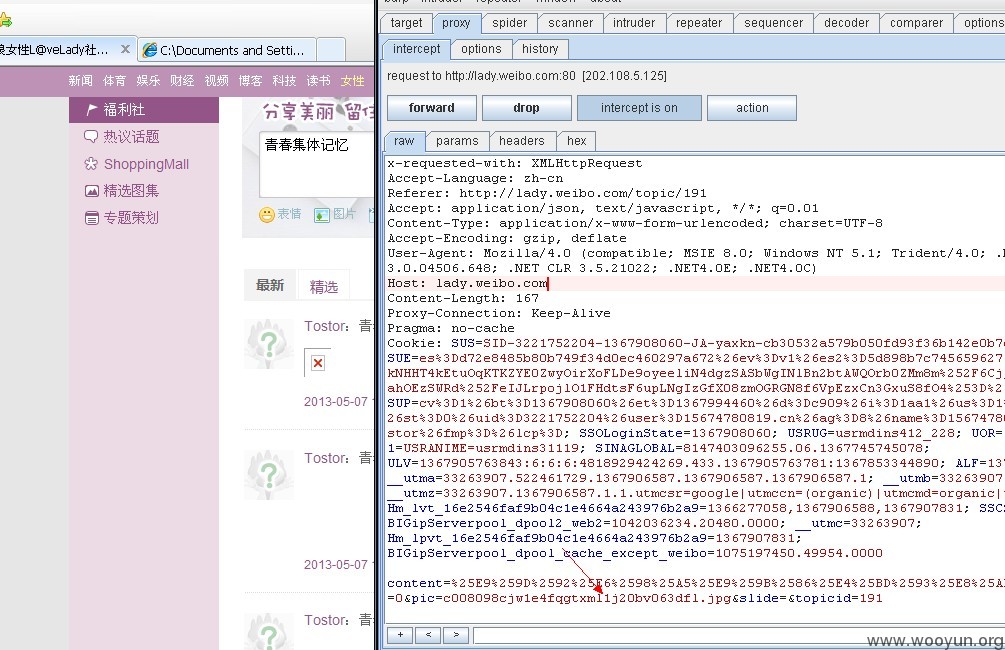 burp intruder repeater window about
target proxy spider scanner intruder repeater sequencer decoder comparer options
女性L@veLady社... C:\Documents and Setti...
intercept options history
新闻 体育 娱乐 财经 视频 博客 科技 读书 女性
request to http://lady.weibo.com:80 [202.108.5.125]
福利社
热议话题
ShoppingMall
精选图集
专题策划
分享美丽 留住
青春集体记忆
表情 图片
最新 精选
Tostor：青
2013-05-07
Tostor：青
2013-05-07
Tostor：青
forward drop intercept is on action
raw params headers hex
x-requested-with: XMLHttpRequest
Accept-Language: zh-cn
Referer: http://lady.weibo.com/topic/191
Accept: application/json, text/javascript, */*; q=0.01
Content-Type: application/x-www-form-urlencoded; charset=UTF-8
Accept-Encoding: gzip, deflate
User-Agent: Mozilla/4.0 (compatible; MSIE 8.0; Windows NT 5.1; Trident/4.0; .
3.0.04506.648; .NET CLR 3.5.21022; .NET4.0E; .NET4.0C)
Host: lady.weibo.com
Content-Length: 167
Proxy-Connection: Keep-Alive
Pragma: no-cache
Cookie: SUS=SID-3221752204-1367908060-JA-yaxkn-cb30532a579b050fd93f36b142e0b7
SUE=es%3Dd72e8485b80b749f34d0ec460297a672%26ev%3Dv1%26es2%3D5d898b7c745659627
kNHHT4kEtuOqKTKZYE0ZwyOirXoFLDe9oyeeliN4dgzSASbWgIN1Bn2btAWQOrbOZMm8m%252F6Cj
ahOEzSWRd%252FeIJLrpojlO1FHdtsF6upLNgIzGfXO8zmOGRGN8f6VpEzxCn3GxuS8fO4%253D%2
SUP=cv%3D1%26bt%3D1367908060%26et%3D1367994460%26d%3Dc909%26i%3D1aa1%26us%3D1
%26st%3D0%26uid%3D3221752204%26user%3D15674780819.cn%26ag%3D8%26name%3D156747
stor%26fmp%3D%26lcp%3D; SSOLoginState=1367908060; USRUG=usrmdins412_228; UOR=
1=USRANIME=usrmdins31119; SINAGLOBAL=8147403096255.06.1367745745078;
ULV=1367905763843:6:6:6:4818929424269.433.1367905763781:1367853344890; ALF=13
__utma=33263907.522461729.1367906587.1367906587.1367906587.1; __utmb=33263907
__utmz=33263907.1367906587.1.1.utmcsr=google|utmccn=(organic)|utmcmd=organic|
Hm_lvt_16e2546faf9b04c1e4664a243976b2a9=1366277058,1367906588,1367907831; SSC
BIGipServerpool_dpool2_web2=1042036234.20480.0000; __utmc=33263907;
Hm_lpvt_16e2546faf9b04c1e4664a243976b2a9=1367907831;
BIGipServerpool_dpool_cache_except_weibo=1075197450.49954.0000
content=%25E9%259D%2592%25E6%2598%25A5%25E9%259B%2586%25E4%25BD%2593%25E8%25A
=0&pic=c008098cjw1e4fqgtxml1j20bv063dfl.jpg&slide=&topicid=191
+ < >
www.wooyun.org